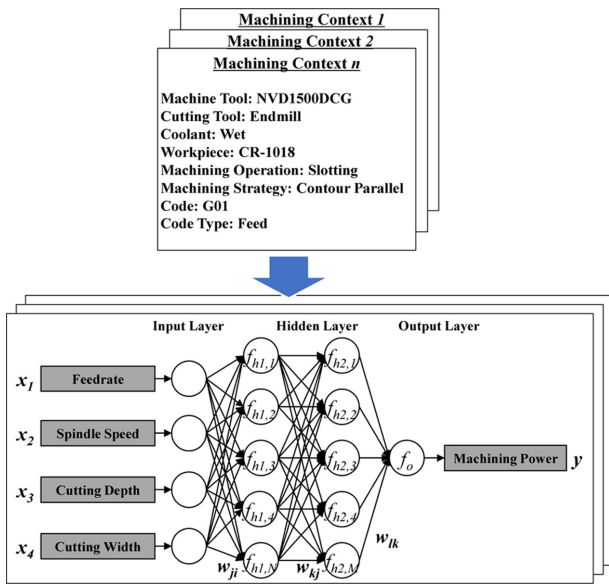 Machining Context 1
Machining Context 2
Machining Context n
Machine Tool: NVD1500DCG
Cutting Tool: Endmill
Coolant: Wet
Workpiece: CR-1018
Machining Operation: Slotting
Machining Strategy: Contour Parallel
Code: G01
Code Type: Feed
Input Layer Hidden Layer Output Layer
x1 Feedrate fh1,1 fh2,1
x2 Spindle Speed fh1,2 fh2,2
fh1,3 fh2,3 fo Machining Power y
x3 Cutting Depth fh1,4 fh2,4
wlk
x4 Cutting Width wji fh1,N wkj fh2,M